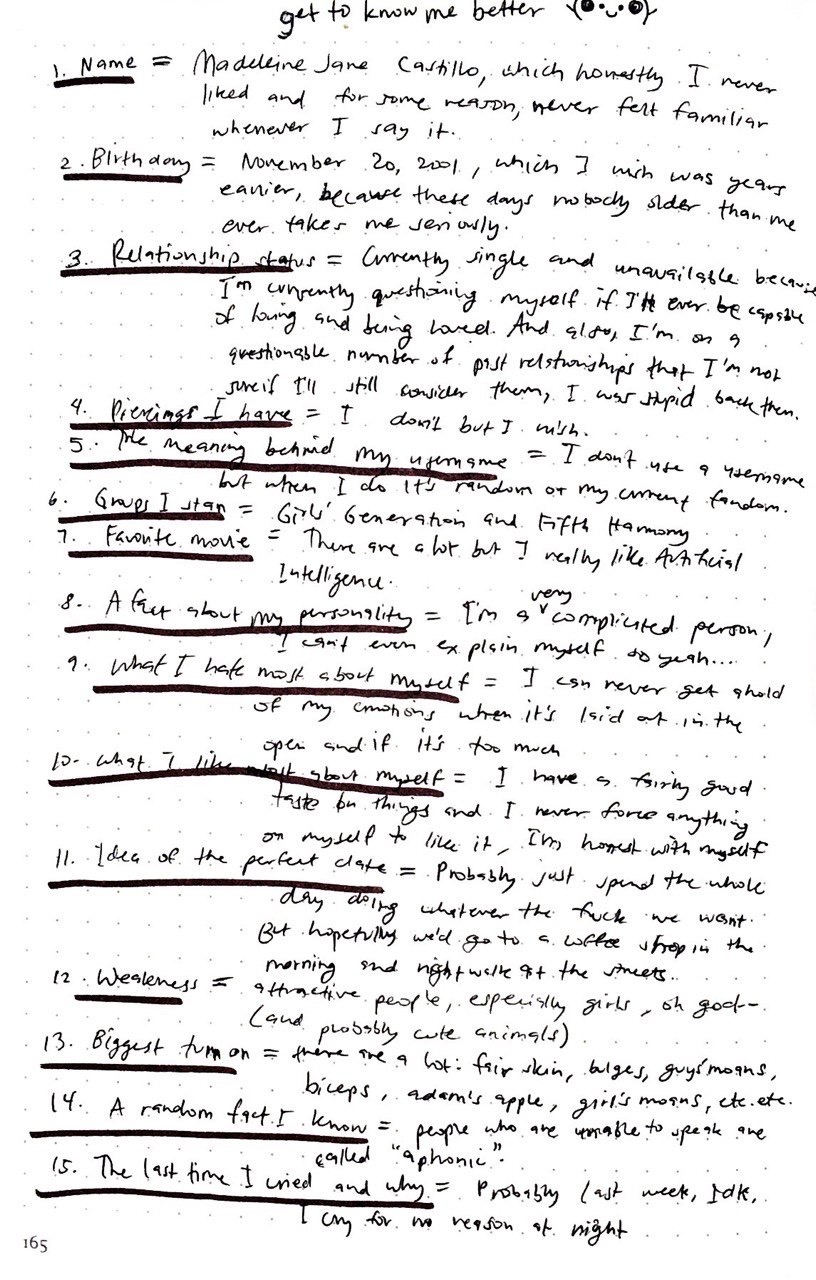 get to know me better
1. Name = Madeleine Jane Castillo, which honestly I never
liked and for some reason, never felt familiar
whenever I say it.
2. Birthday = November 20, 2001, which I wish was years
earlier, because these days nobody older than me
ever takes me seriously.
3. Relationship status = Currently single and unavailable because
I'm currently questioning myself if I'll ever be capable
of loving and being loved. And also, I'm on a
questionable number of past relationships that I'm not
sure if I'll still consider them, I was stupid back then.
4. Piercings I have = I don't but I wish.
5. The meaning behind my username = I don't use a username
but when I do it's random or my current fandom.
6. Groups I stan = Girls' Generation and Fifth Harmony
7. Favorite movie = There are a lot but I really like Artificial
Intelligence.
8. A fact about my personality = I'm a very complicated person,
I can't even explain myself so yeah...
9. What I hate most about myself = I can never get ahold
of my emotions when it's laid out in the
open and if it's too much
10. What I like most about myself = I have a fairly good
taste on things and I never force anything
on myself to like it, I'm honest with myself
11. Idea of the perfect date = Probably just spend the whole
day doing whatever the fuck we want.
But hopefully we'd go to a coffee shop in the
morning and night walk at the streets.
12. Weakness = attractive people, especially girls, oh god-
(and probably cute animals)
13. Biggest turn on = there are a lot: fair skin, bulges, guys' moans,
biceps, adam's apple, girl's moans, etc. etc.
14. A random fact I know = people who are unable to speak are
called "aphonic".
15. The last time I cried and why = Probably last week, Idk,
I cry for no reason at night
165